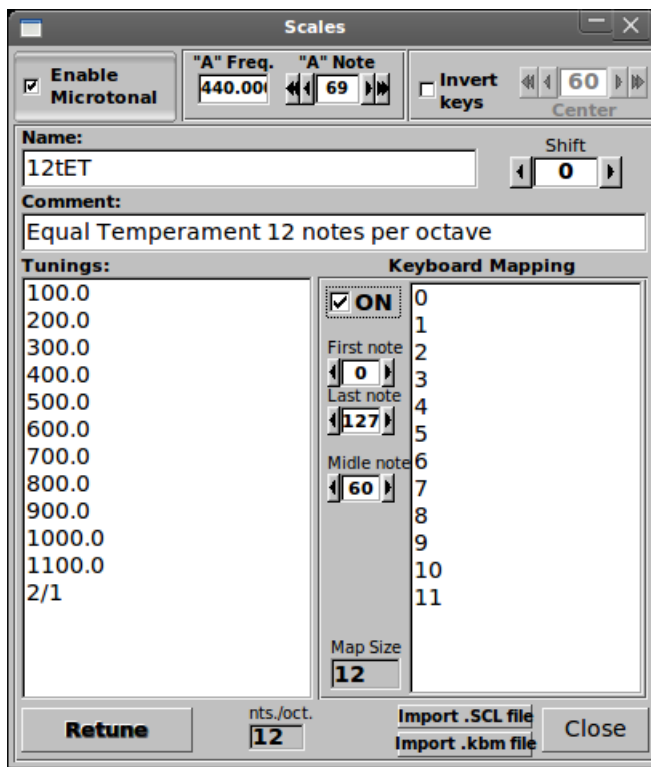 Scales
Enable
Microtonal
"A" Freq.
"A" Note
440.00
69
Invert
keys
60
Center
Name:
12tET
Shift
0
Comment:
Equal Temperament 12 notes per octave
Tunings:
100.0
200.0
300.0
400.0
500.0
600.0
700.0
800.0
900.0
1000.0
1100.0
2/1
Keyboard Mapping
ON
First note
0
Last note
127
Midle note
60
Map Size
12
0
1
2
3
4
5
6
7
8
9
10
11
Retune
nts./oct.
12
Import .SCL file
Import .kbm file
Close